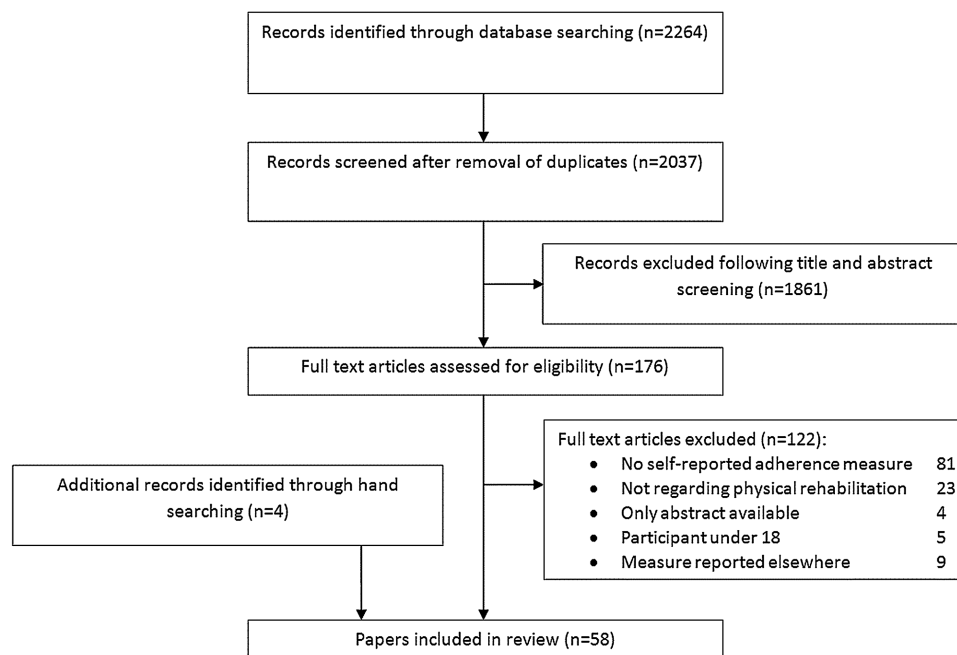 Records identified through database searching (n=2264)
Records screened after removal of duplicates (n=2037)
Records excluded following title and abstract
screening (n=1861)
Full text articles assessed for eligibility (n=176)
Full text articles excluded (n=122):
• No self-reported adherence measure 81
• Not regarding physical rehabilitation 23
• Only abstract available 4
• Participant under 18 5
• Measure reported elsewhere 9
Additional records identified through hand
searching (n=4)
Papers included in review (n=58)